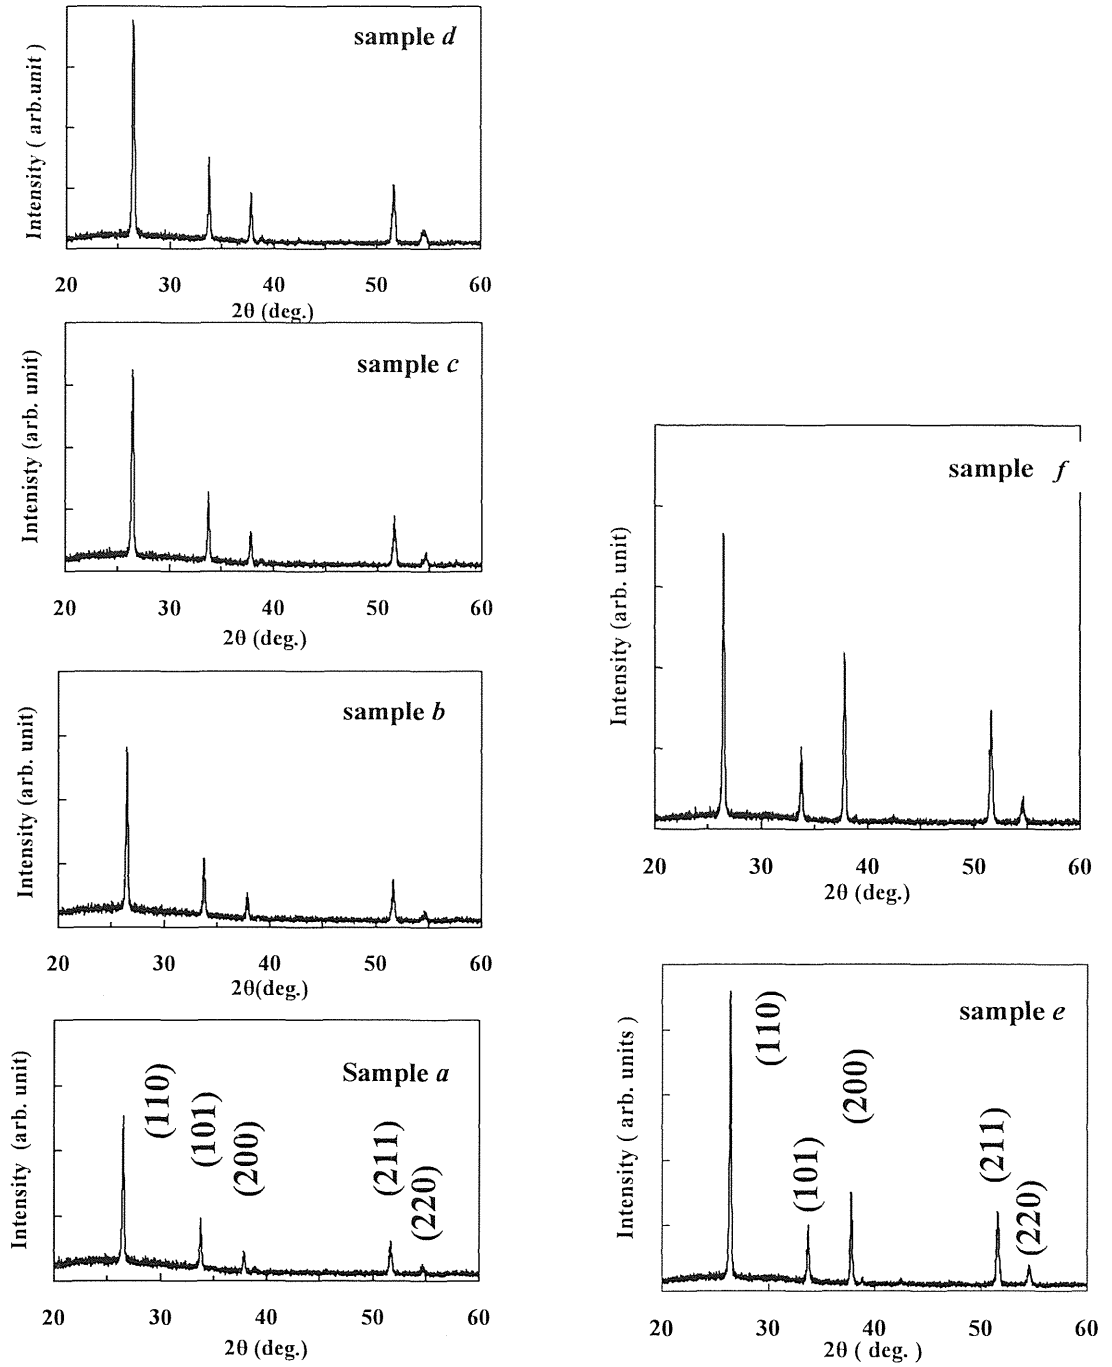 sample d
Intensity ( arb.unit )
20 30 40 50 60
2θ (deg.)
sample c
Intenisty (arb. unit)
20 30 40 50 60
2θ (deg.)
sample b
Intensity (arb. unit)
20 30 40 50 60
2θ(deg.)
Sample a
Intensity (arb. unit)
(110)
(101)
(200)
(211)
(220)
20 30 40 50 60
2θ (deg.)
sample f
Intensity (arb. unit)
20 30 40 50 60
2θ (deg.)
sample e
Intensity ( arb. units )
(110)
(101)
(200)
(211)
(220)
20 30 40 50 60
2θ ( deg. )